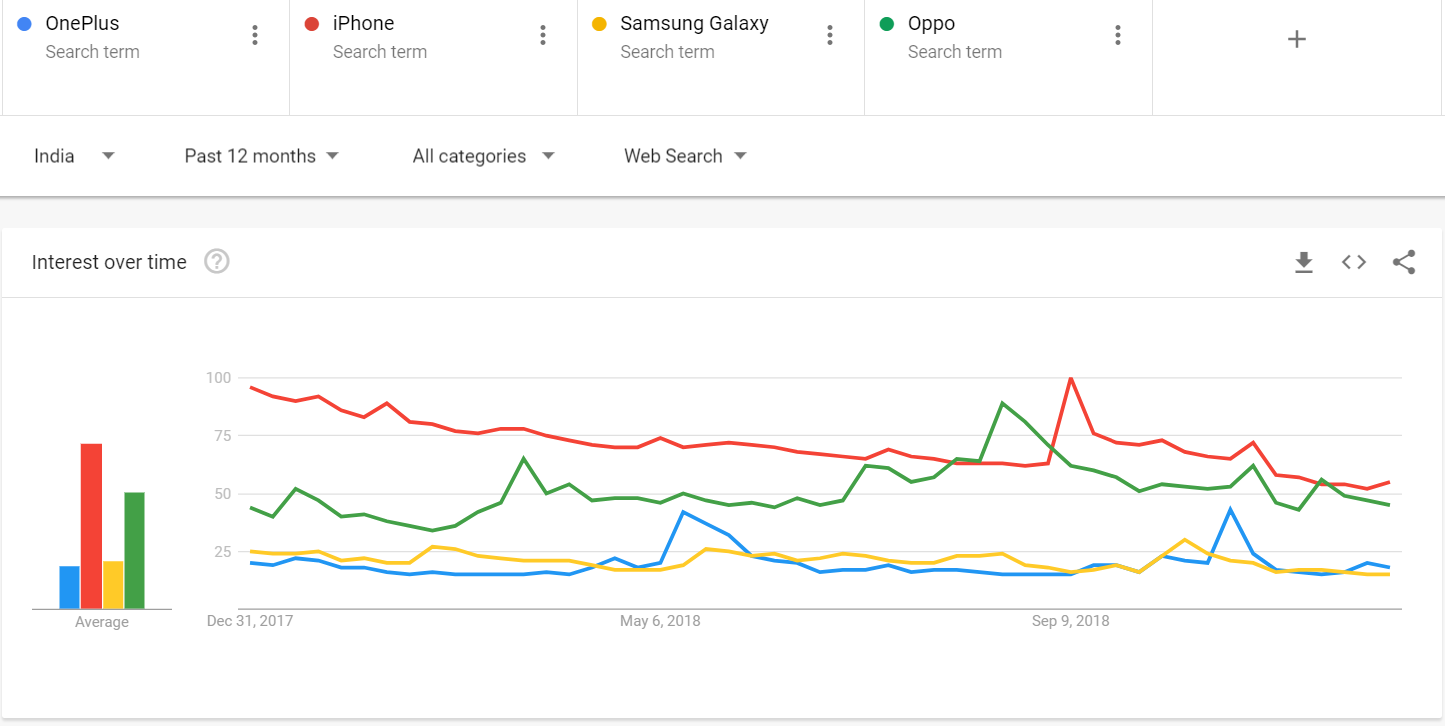 OnePlus
Search term
iPhone
Search term
Samsung Galaxy
Search term
Oppo
Search term
+
India
Past 12 months
All categories
Web Search
Interest over time
?
100
75
50
25
Average
Dec 31, 2017
May 6, 2018
Sep 9, 2018